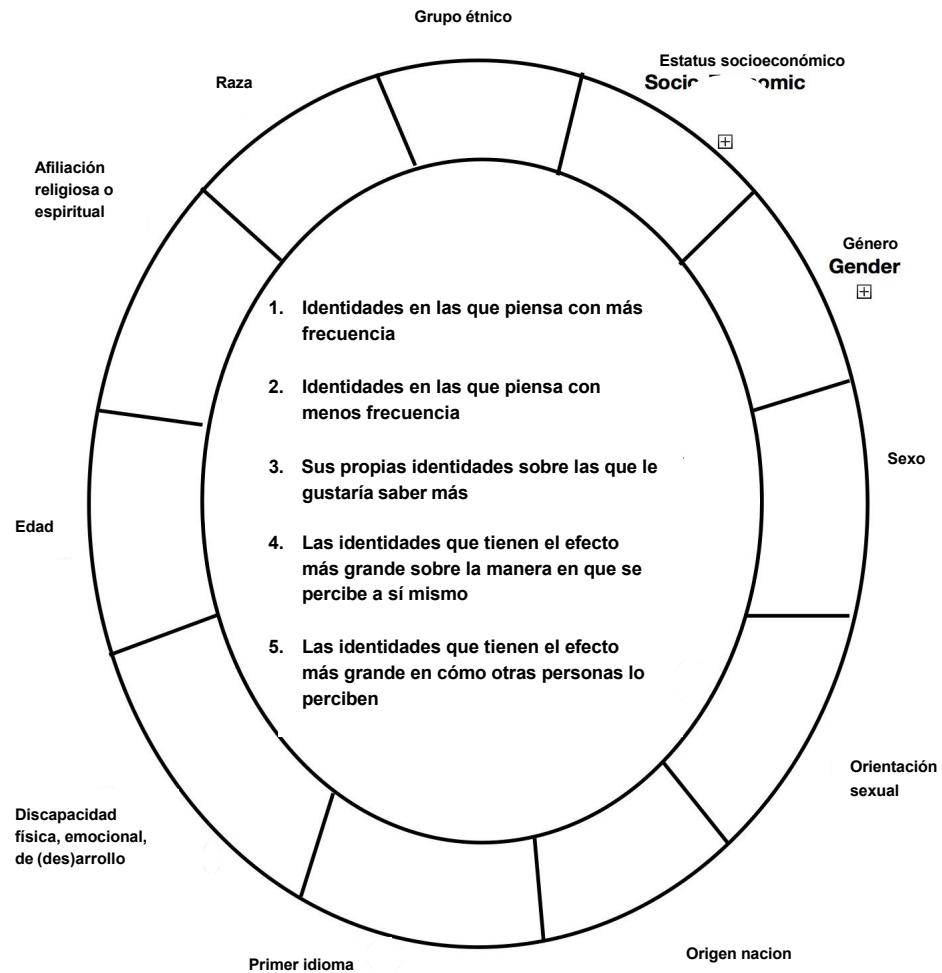 Grupo étnico
Estatus socioeconómico
Raza
Afiliación
religiosa o
espiritual
Género
Gender
1. Identidades en las que piensa con más
frecuencia
2. Identidades en las que piensa con
menos frecuencia
3. Sus propias identidades sobre las que le
gustaría saber más
4. Las identidades que tienen el efecto
más grande sobre la manera en que se
percibe a sí mismo
5. Las identidades que tienen el efecto
más grande en cómo otras personas lo
perciben
Sexo
Edad
Orientación
sexual
Discapacidad
física, emocional,
de (des)arrollo
Primer idioma
Origen nacion